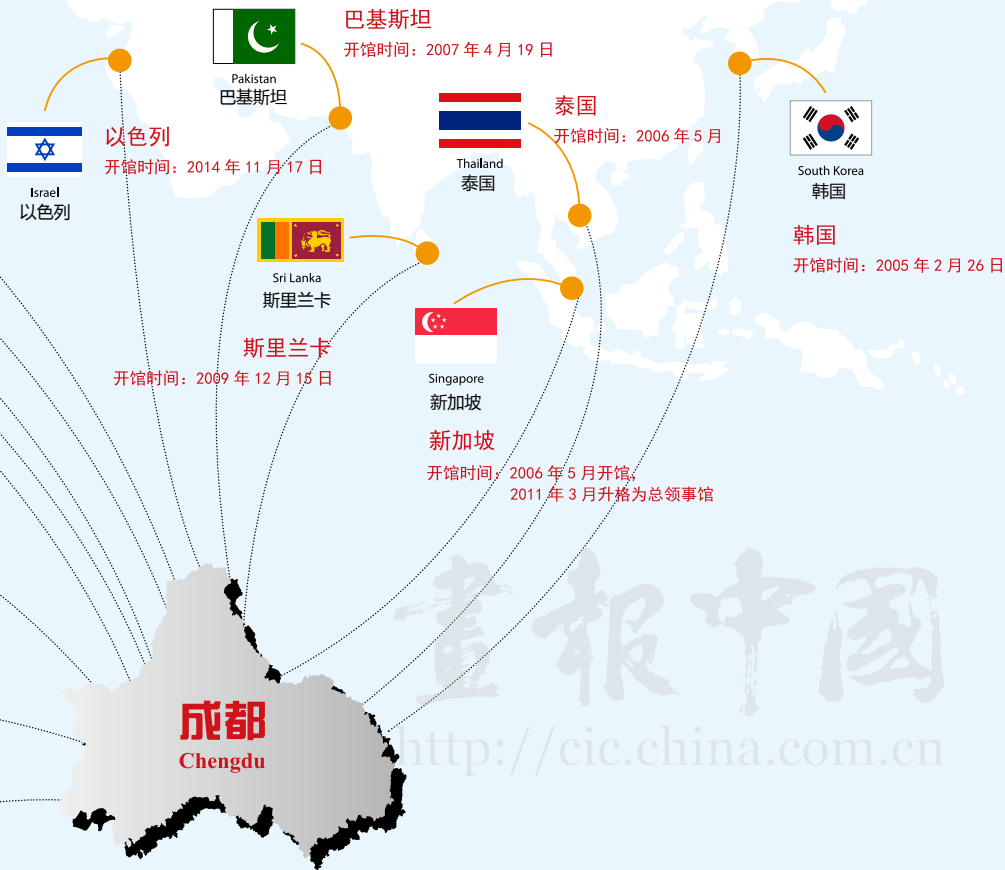 巴基斯坦
开馆时间：2007 年 4 月 19 日
Pakistan
巴基斯坦
泰国
开馆时间：2006 年 5 月
Thailand
泰国
South Korea
韩国
韩国
开馆时间：2005 年 2 月 26 日
以色列
开馆时间：2014 年 11 月 17 日
Israel
以色列
Sri Lanka
斯里兰卡
斯里兰卡
开馆时间：2009 年 12 月 15 日
Singapore
新加坡
新加坡
开馆时间：2006 年 5 月开馆，
2011 年 3 月升格为总领事馆
畫報中國
http://cic.china.com.cn
成都
Chengdu